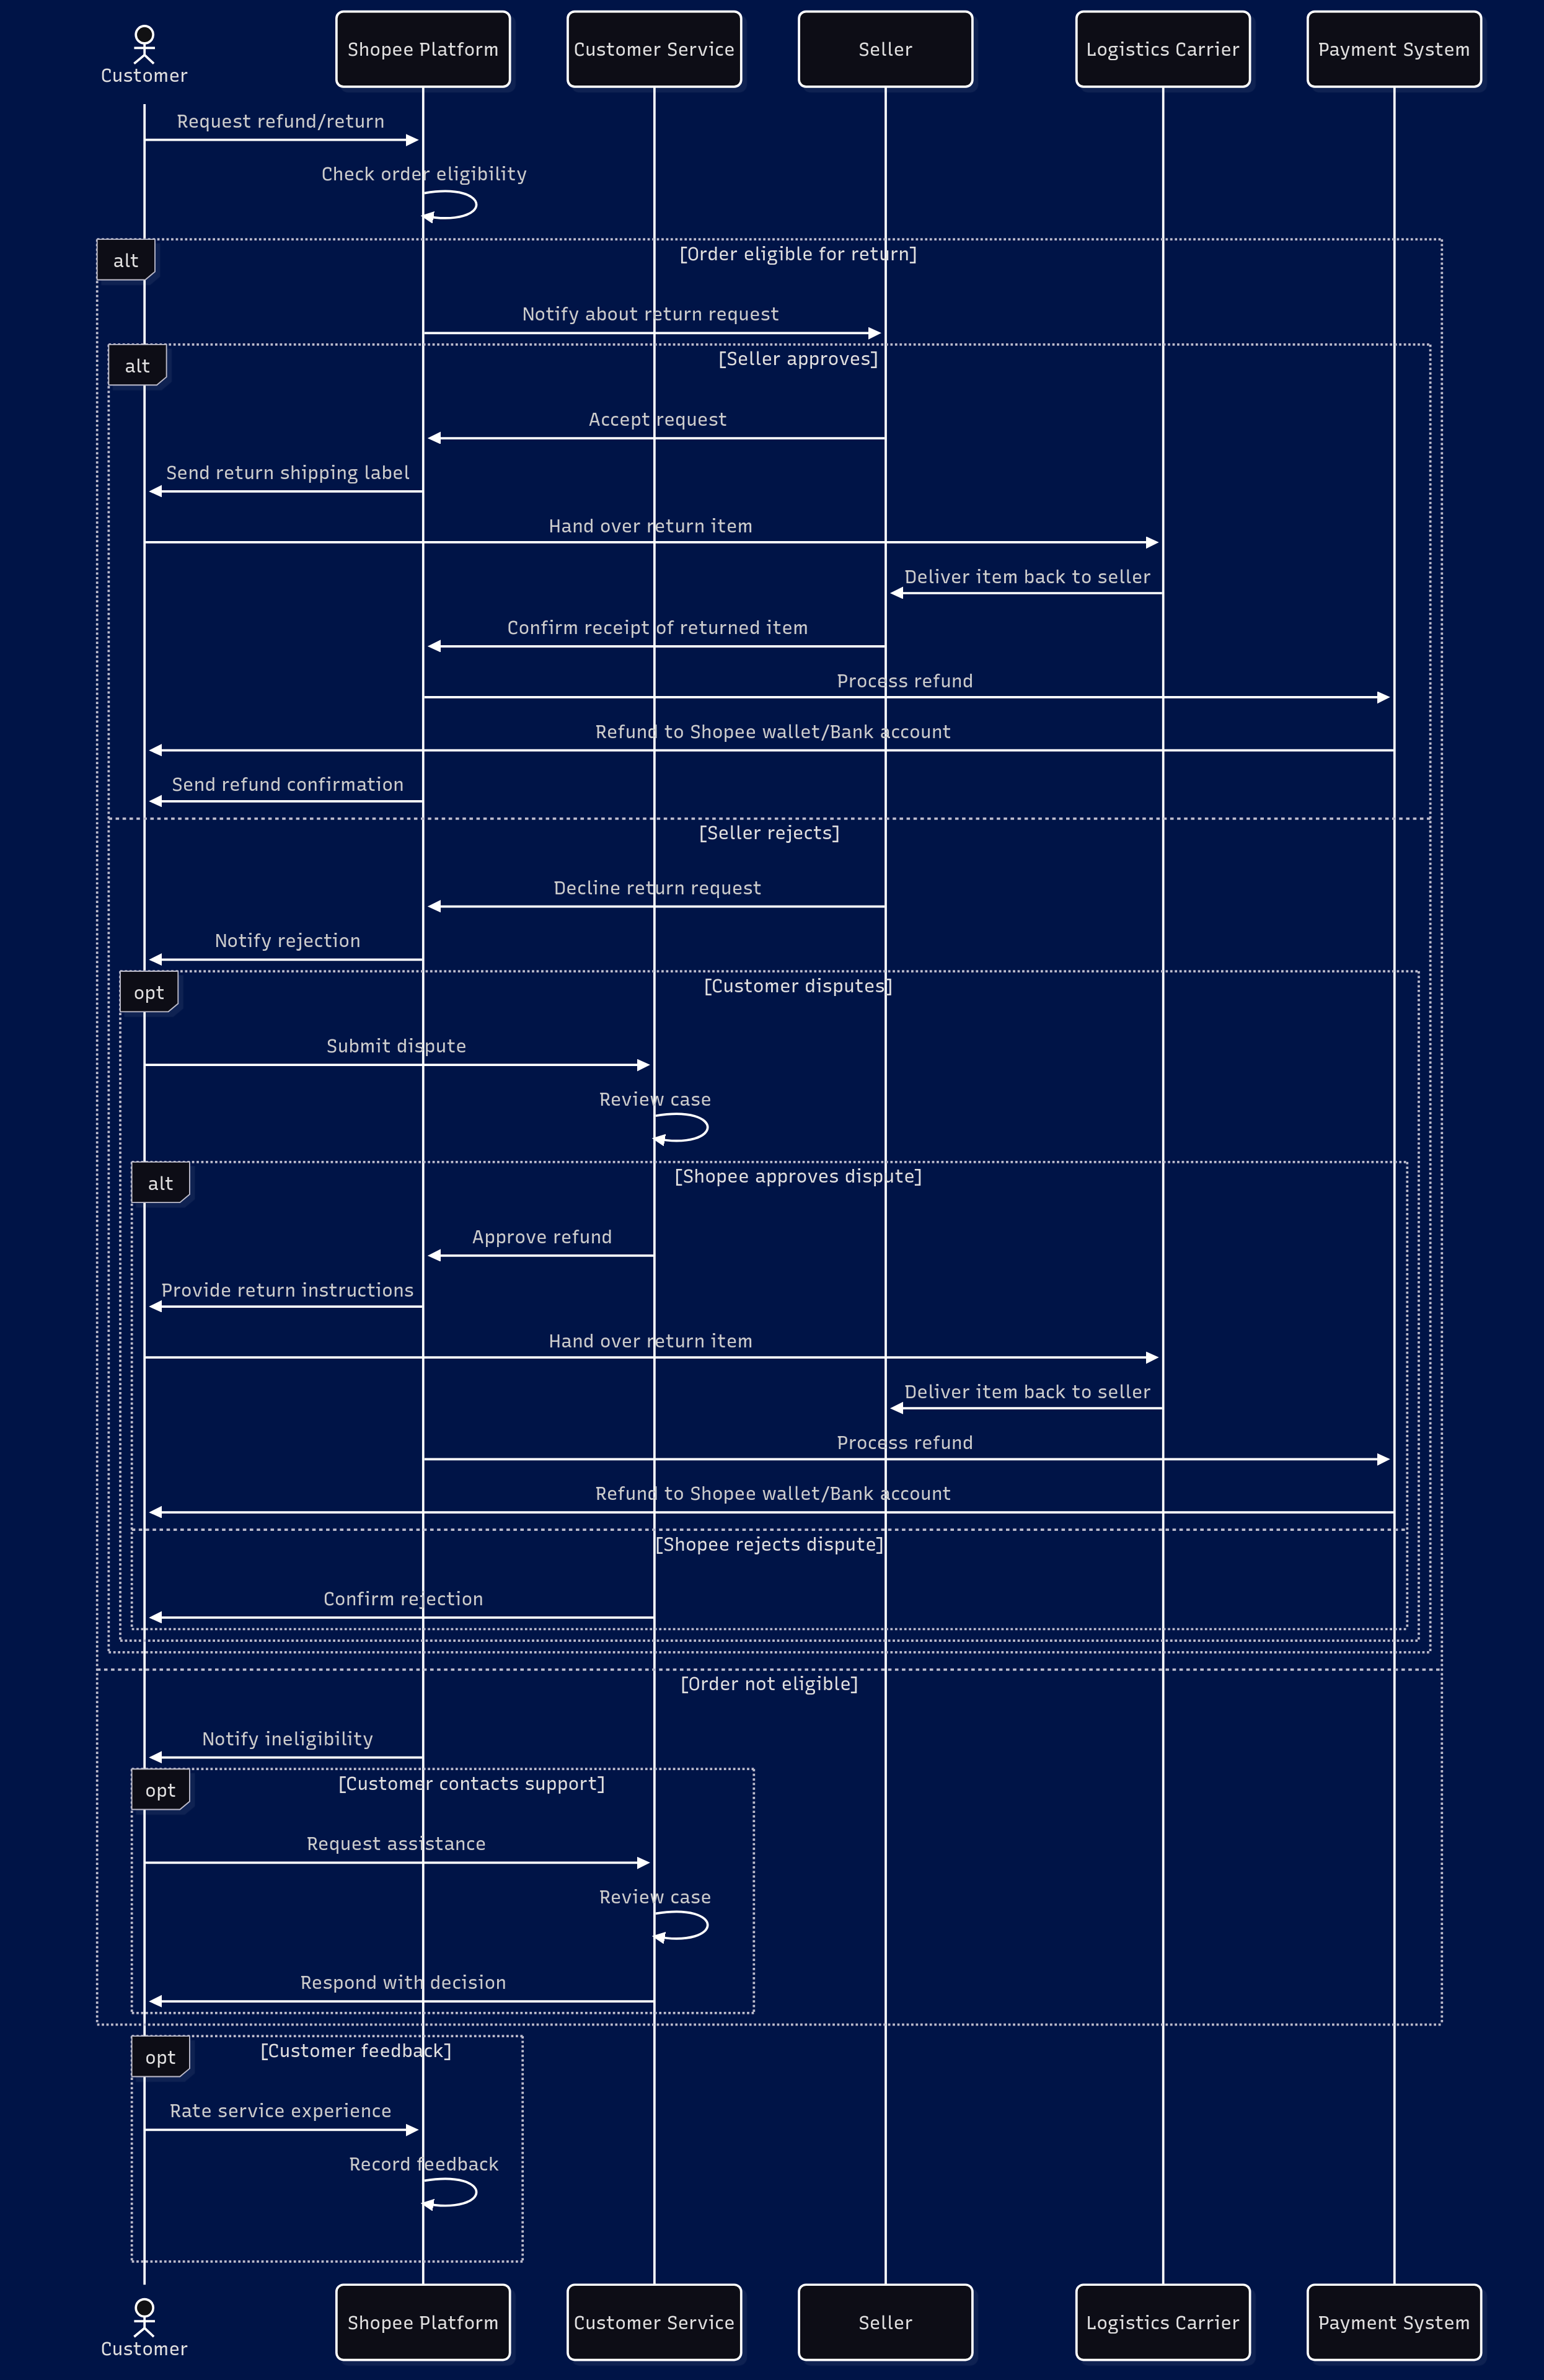 Customer
Shopee Platform
Customer Service
Seller
Logistics Carrier
Payment System
Request refund/return
Check order eligibility
alt
[Order eligible for return]
Notify about return request
alt
[Seller approves]
Accept request
Send return shipping label
Hand over return item
Deliver item back to seller
Confirm receipt of returned item
Process refund
Refund to Shopee wallet/Bank account
Send refund confirmation
[Seller rejects]
Decline return request
Notify rejection
opt
[Customer disputes]
Submit dispute
Review case
alt
[Shopee approves dispute]
Approve refund
Provide return instructions
Hand over return item
Deliver item back to seller
Process refund
Refund to Shopee wallet/Bank account
[Shopee rejects dispute]
Confirm rejection
[Order not eligible]
Notify ineligibility
opt
[Customer contacts support]
Request assistance
Review case
Respond with decision
opt
[Customer feedback]
Rate service experience
Record feedback
Customer
Shopee Platform
Customer Service
Seller
Logistics Carrier
Payment System